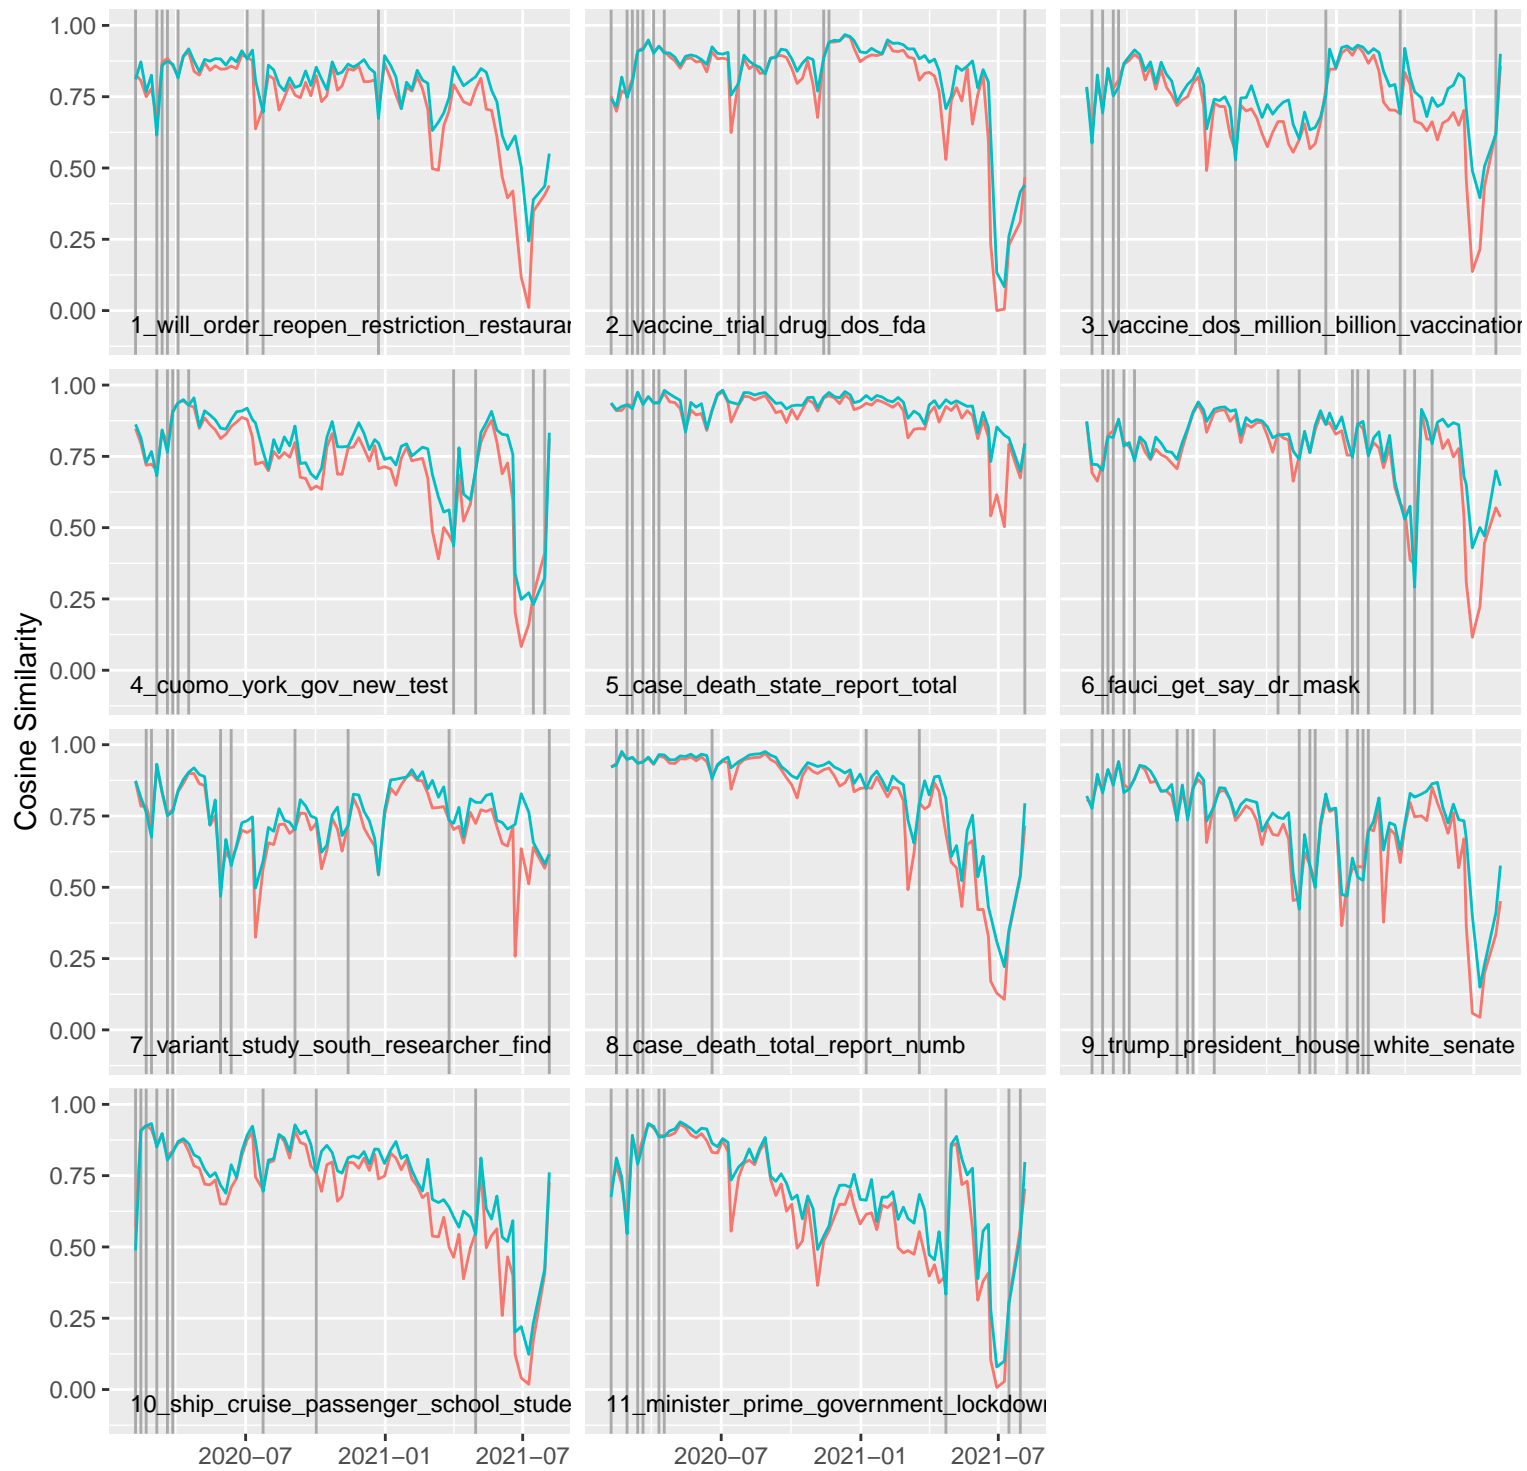 Cosine Similarity
1.00
0.75
0.50
0.25
0.00
1_will_order_reopen_restriction_restaurar
2_vaccine_trial_drug_dos_fda
3_vaccine_dos_million_billion_vaccination
1.00
0.75
0.50
0.25
0.00
4_cuomo_york_gov_new_test
5_case_death_state_report_total
6_fauci_get_say_dr_mask
1.00
0.75
0.50
0.25
0.00
7_variant_study_south_researcher_find
8_case_death_total_report_numb
9_trump_president_house_white_senate
1.00
0.75
0.50
0.25
0.00
10_ship_cruise_passenger_school_stude
11_minister_prime_government_lockdown
2020−07 2021−01 2021−07
2020−07 2021−01 2021−07